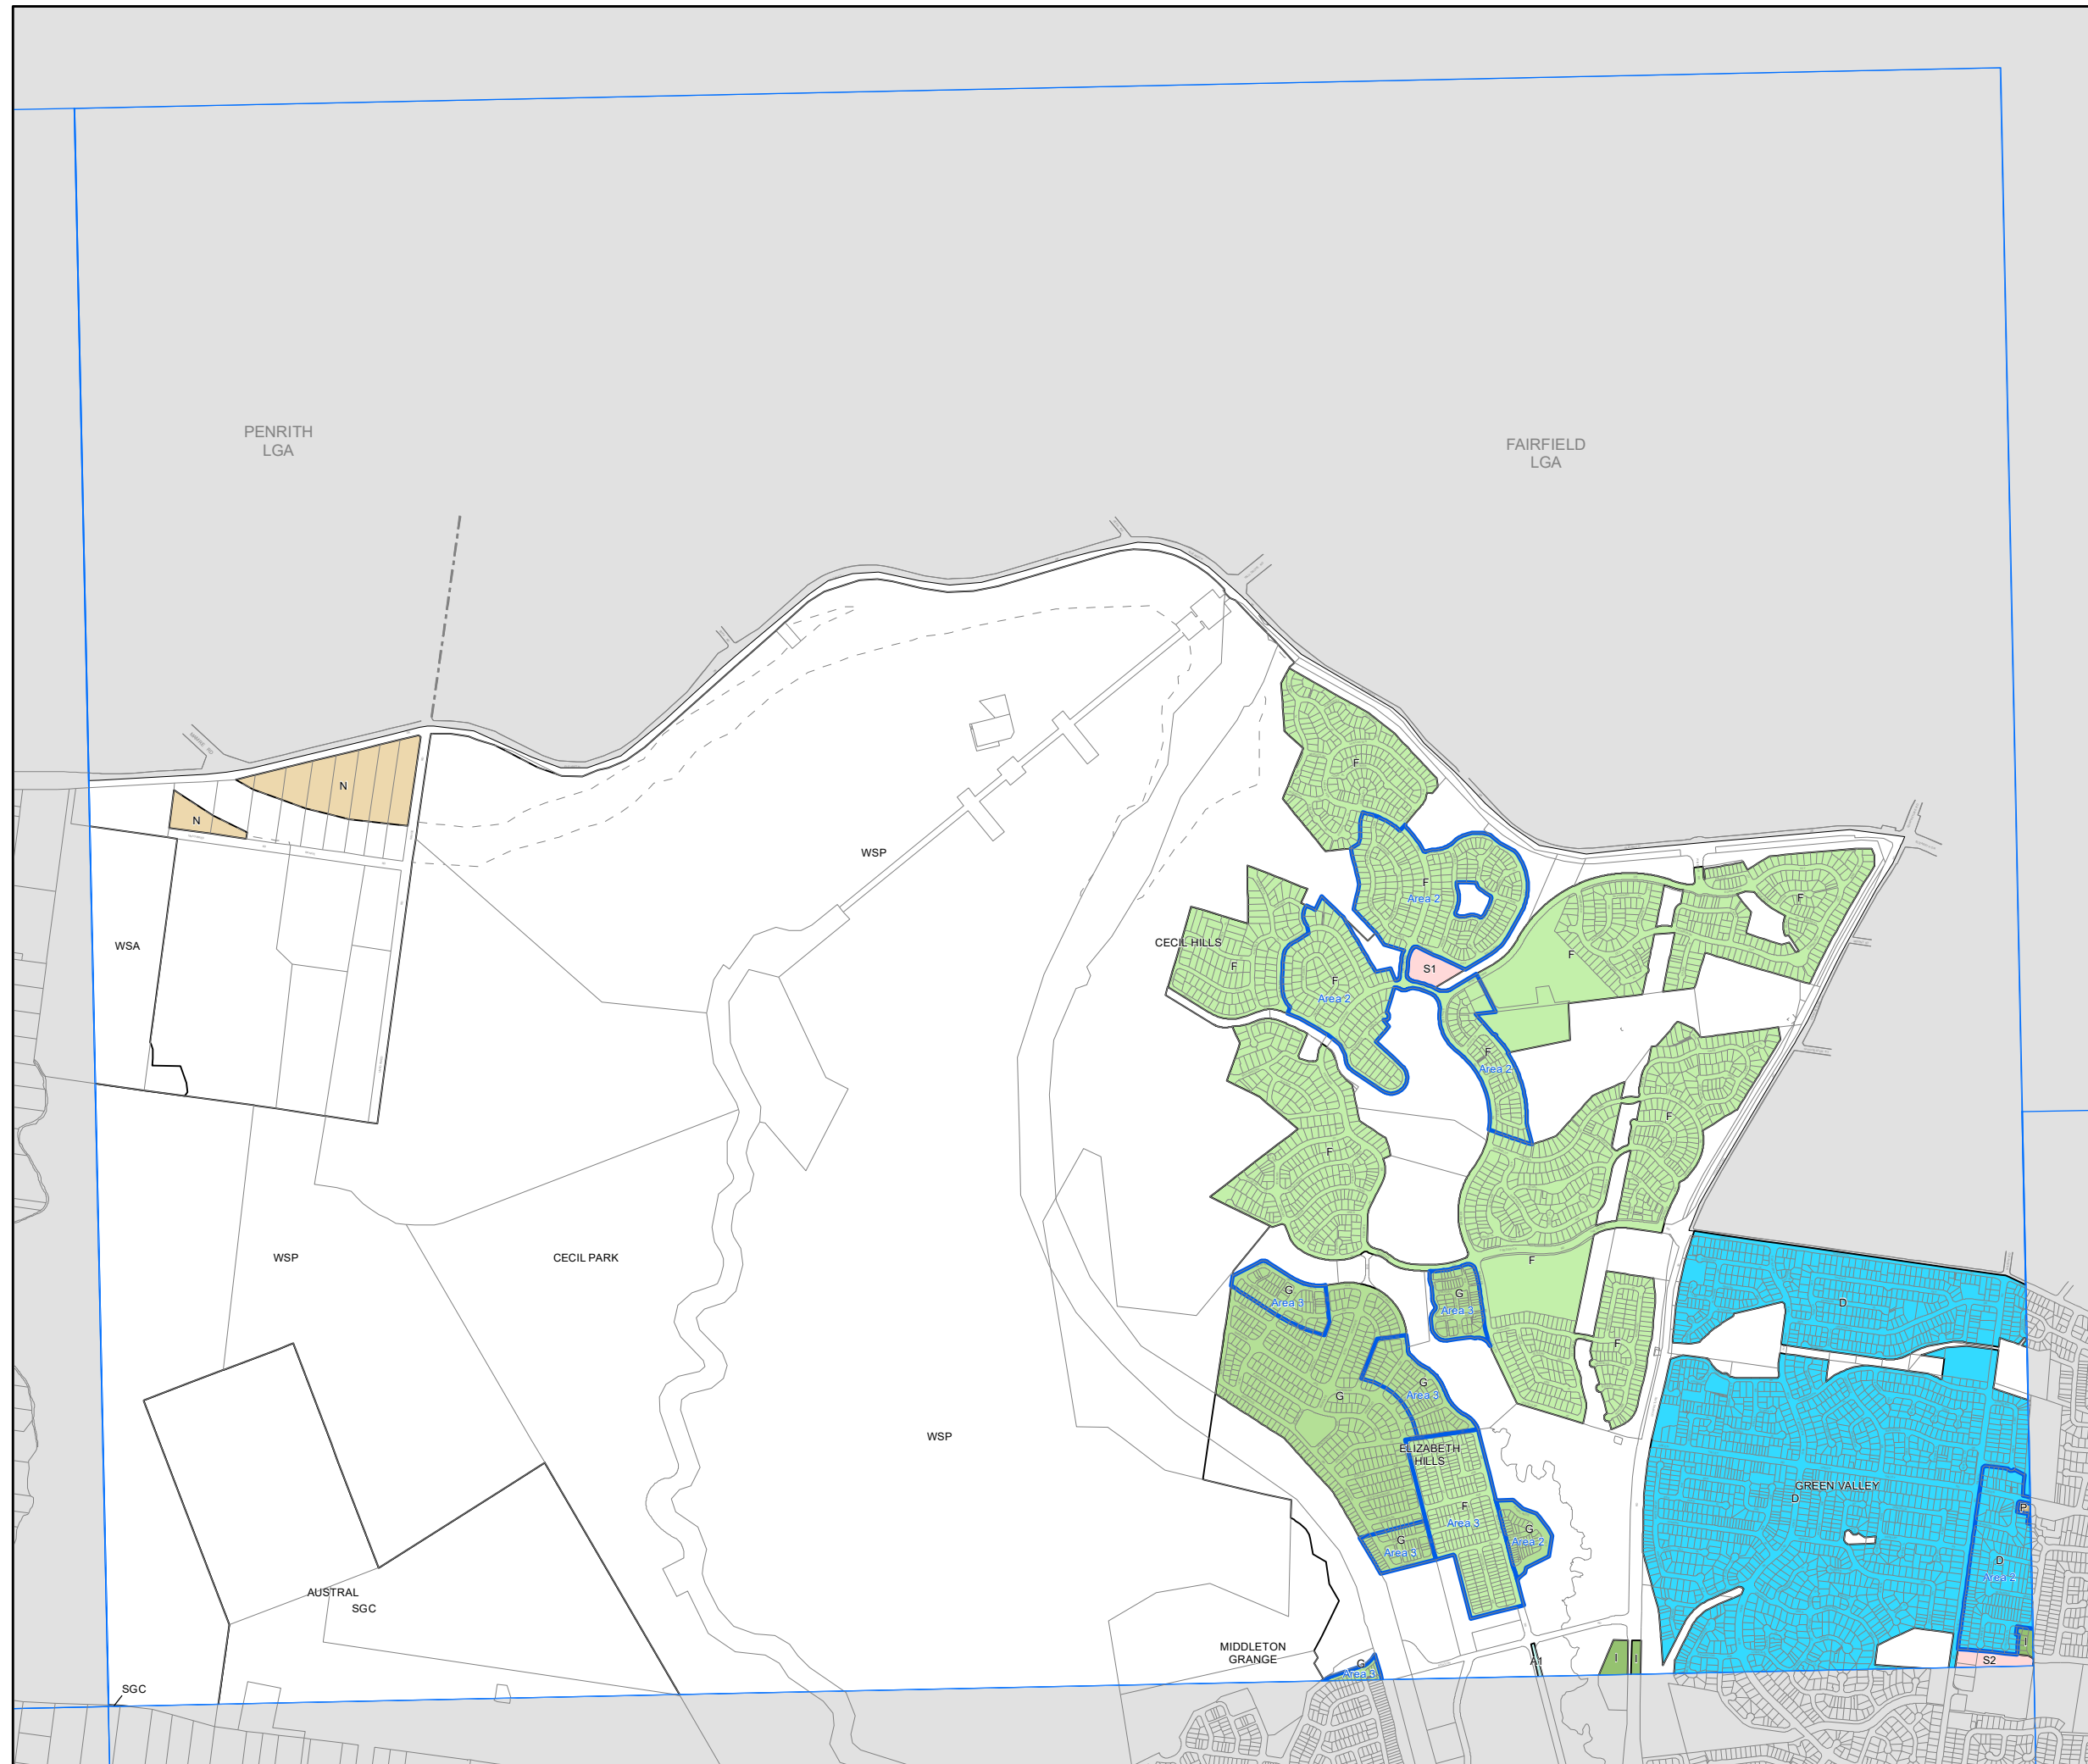 PENRITH
LGA
FAIRFIELD
LGA
N
N
WSP
WSA
CECIL HILLS
F
F
Area 2
F
F
F
Area 2
S1
F
F
Area 2
F
F
WSP
CECIL PARK
F
G
Area 3
G
Area 3
D
F
G
G
Area 3
WSP
ELIZABETH
HILLS
GREEN VALLEY
D
F
Area 3
P
G
Area 2
G
Area 3
D
Area 2
AUSTRAL
SGC
MIDDLETON
GRANGE
G
Area 3
A1
I
I
I
S2
SGC